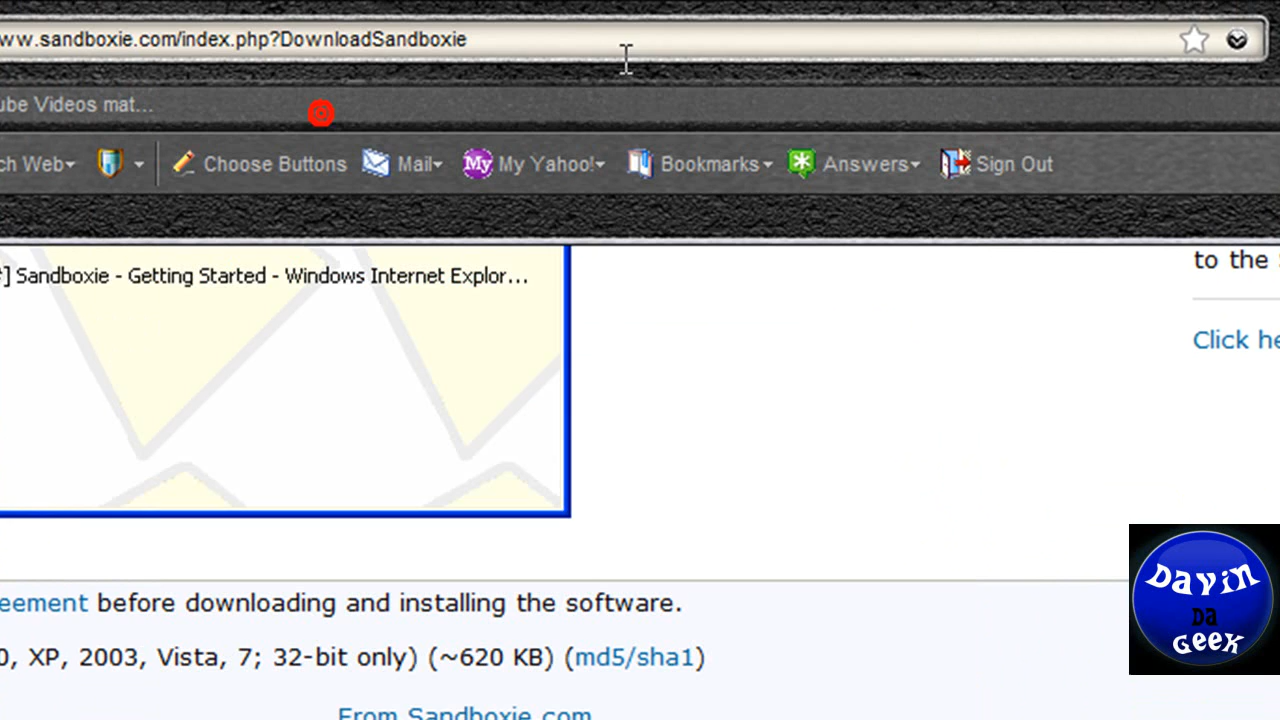 ww.sandboxie.com/index.php?DownloadSandboxie
ube Videos mat...
ch Web
Choose Buttons
Mail
My
My Yahoo!
Bookmarks
Answers
Sign Out
] Sandboxie - Getting Started - Windows Internet Explor...
to the
Click he
eement before downloading and installing the software.
0, XP, 2003, Vista, 7; 32-bit only) (~620 KB) (md5/sha1)
From Sandboxie.com
Dayin
Da
Geek